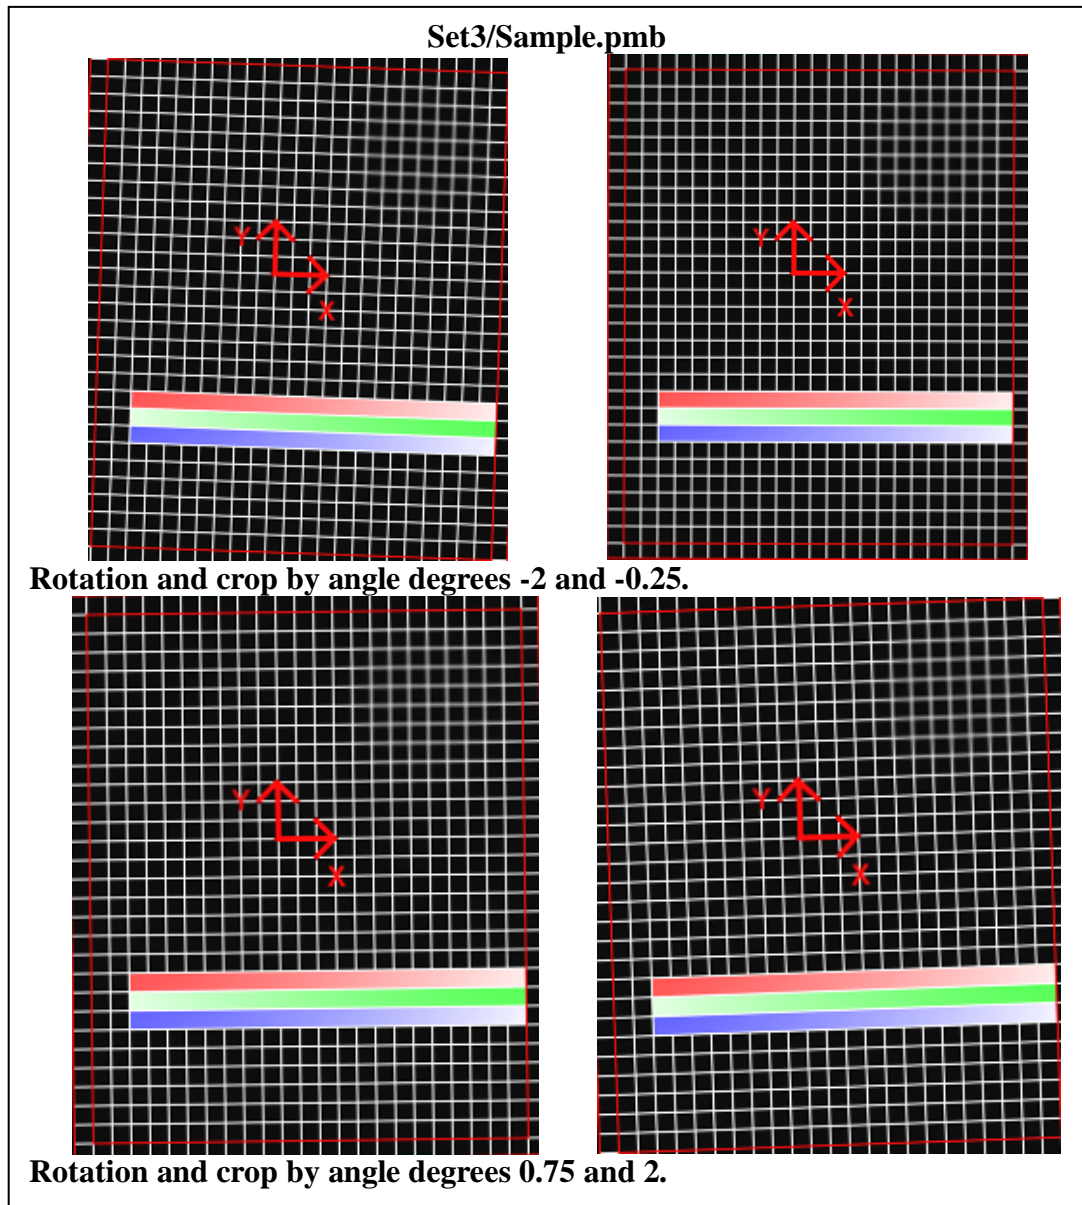 Set3/Sample.pmb
Y
X
Y
X
Rotation and crop by angle degrees -2 and -0.25.
Y
X
Y
X
Rotation and crop by angle degrees 0.75 and 2.